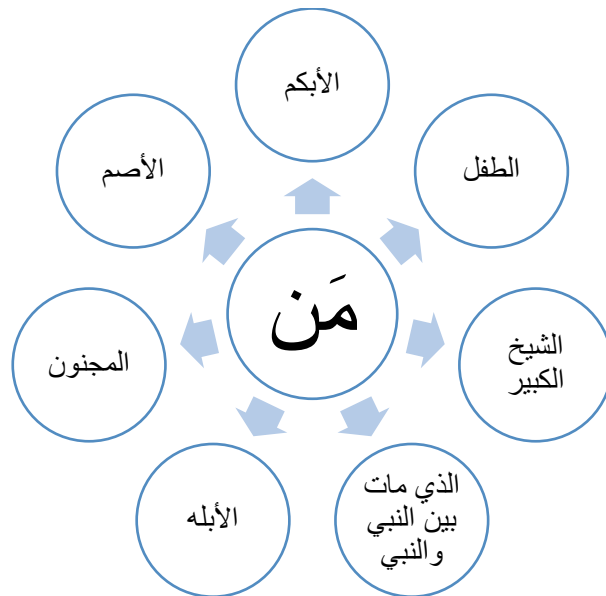 الأبكم
الطفل
الشيخ
الكبير
الذي مات
بين النبي
والنبي
الأبله
المجنون
الأصم
مَن